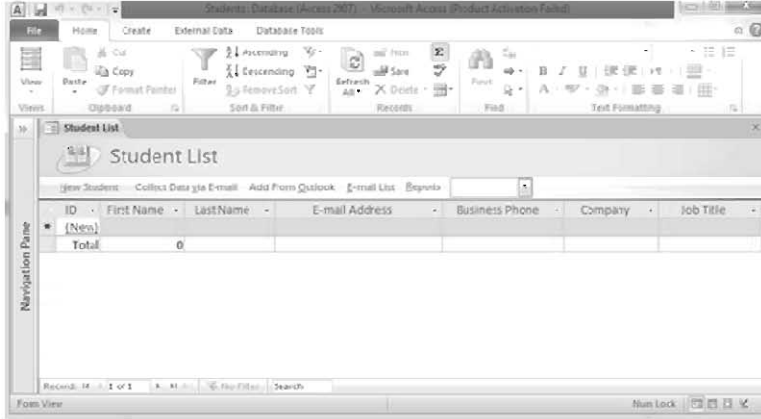 Students : Database (Access 2007) - Microsoft Access (Product Activation Failed)
File Home Create External Data Database Tools
View Paste Cut Copy Format Painter Filter Ascending Descending Remove Sort Refresh All New Save Delete Find
Views Clipboard Sort & Filter Records Find Text Formatting
Student List
Student List
New Student Collect Data via E-mail Add From Outlook E-mail List Reports
ID First Name Last Name E-mail Address Business Phone Company Job Title
(New)
Total 0
Navigation Pane
Record: 1 of 1 No Filter Search
Form View Num Lock